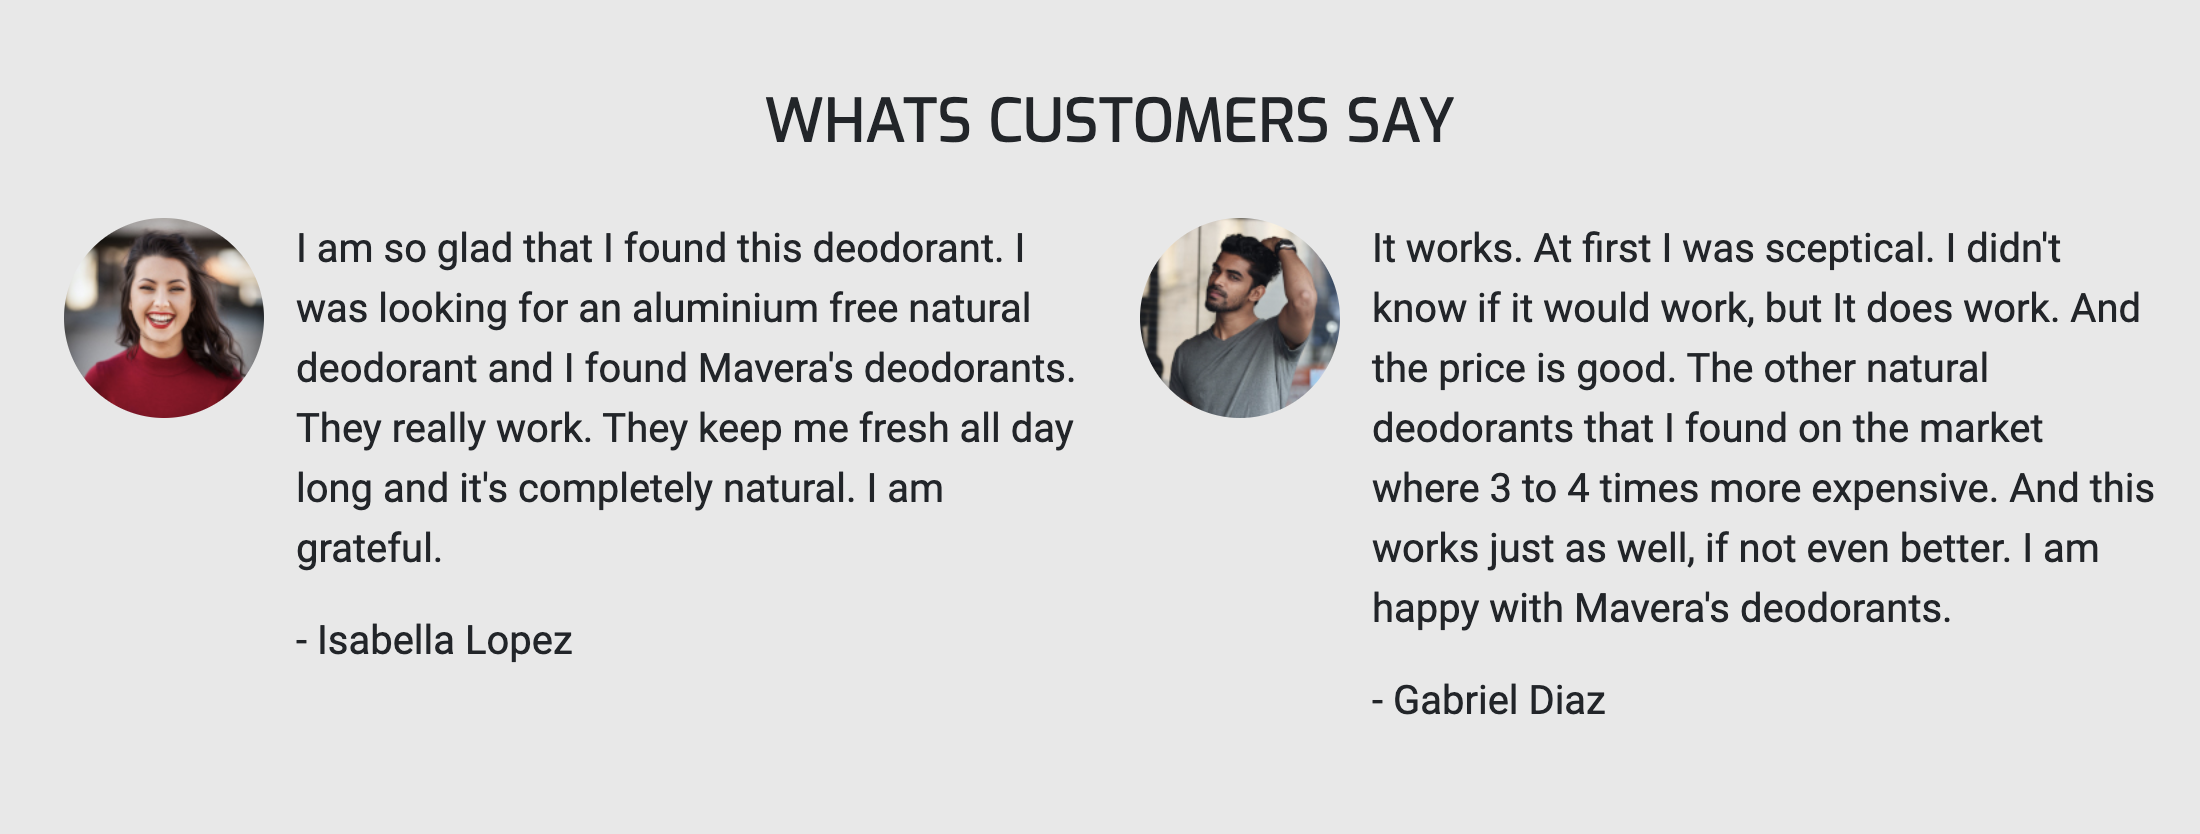 WHATS CUSTOMERS SAY
I am so glad that I found this deodorant. I
was looking for an aluminium free natural
deodorant and I found Mavera's deodorants.
They really work. They keep me fresh all day
long and it's completely natural. I am
grateful.
- Isabella Lopez
It works. At first I was sceptical. I didn't
know if it would work, but It does work. And
the price is good. The other natural
deodorants that I found on the market
where 3 to 4 times more expensive. And this
works just as well, if not even better. I am
happy with Mavera's deodorants.
- Gabriel Diaz